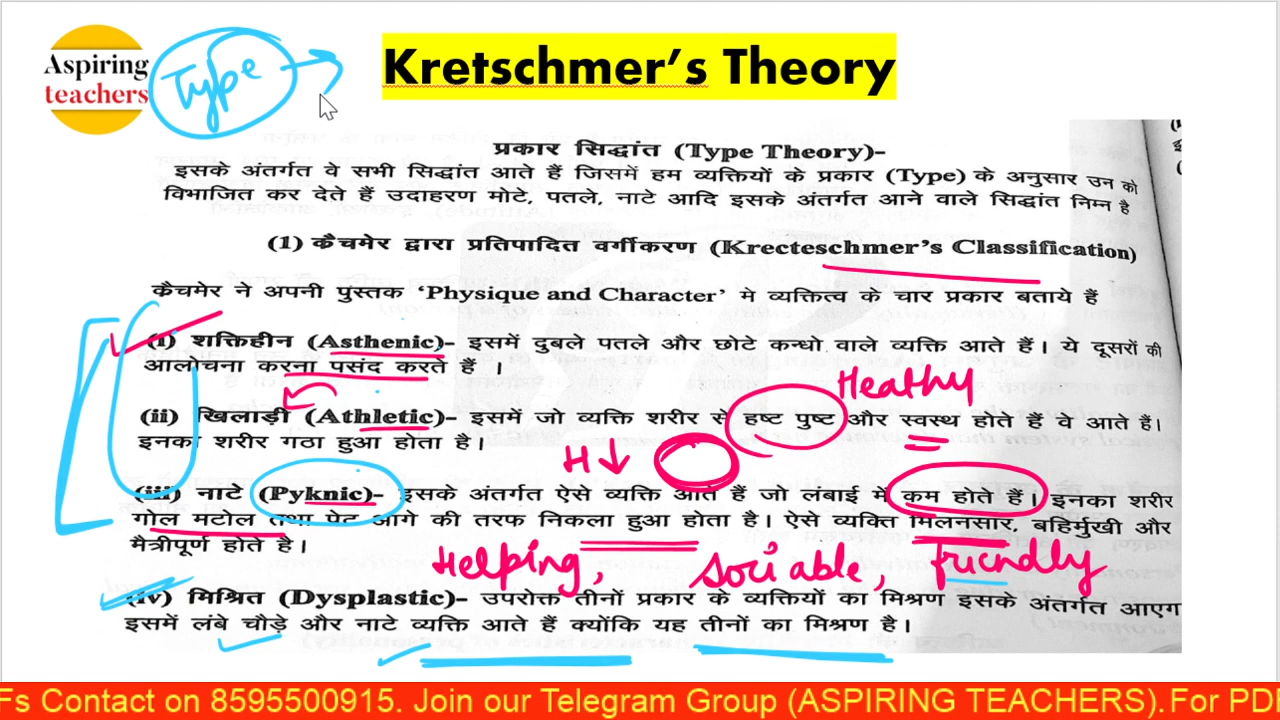 Aspiring
teachers
Type
Kretschmer's Theory
प्रकार सिद्धांत (Type Theory)-
इसके अंतर्गत वे सभी सिद्धांत आते हैं जिसमें हम व्यक्तियों के प्रकार (Type) के अनुसार उन को
विभाजित कर देते हैं उदाहरण मोटे, पतले, नाटे आदि इसके अंतर्गत आने वाले सिद्धांत निम्न है
(1) कैचमेर द्वारा प्रतिपादित वर्गीकरण (Krecteschmer's Classification)
कैचमेर ने अपनी पुस्तक 'Physique and Character' मे व्यक्तित्व के चार प्रकार बताये हैं
(i) शक्तिहीन (Asthenic)- इसमें दुबले पतले और छोटे कन्धो वाले व्यक्ति आते हैं। ये दूसरों की
आलोचना करना पसंद करते हैं ।
Heathy
(ii) खिलाड़ी (Athletic)- इसमें जो व्यक्ति शरीर से हष्ट पुष्ट और स्वस्थ होते हैं वे आते हैं।
इनका शरीर गठा हुआ होता है।
H↓
(iii) नाटे (Pyknic)- इसके अंतर्गत ऐसे व्यक्ति आते हैं जो लंबाई में कम होते हैं। इनका शरीर
गोल मटोल तथा पेट आगे की तरफ निकला हुआ होता है। ऐसे व्यक्ति मिलनसार, बहिर्मुखी और
मैत्रीपूर्ण होते है।
Helping, Sociable, Friendly
(iv) मिश्रित (Dysplastic)- उपरोक्त तीनों प्रकार के व्यक्तियों का मिश्रण इसके अंतर्गत आएग
इसमें लंबे चौड़े और नाटे व्यक्ति आते हैं क्योंकि यह तीनों का मिश्रण है।
Fs Contact on 8595500915. Join our Telegram Group (ASPIRING TEACHERS).For PD